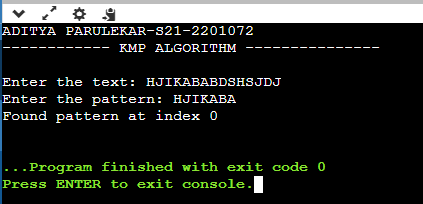 ADITYA PARULEKAR-S21-2201072
------------ KMP ALGORITHM ---------------
Enter the text: HJIKABABDSHSJDJ
Enter the pattern: HJIKABA
Found pattern at index 0
...Program finished with exit code 0
Press ENTER to exit console.